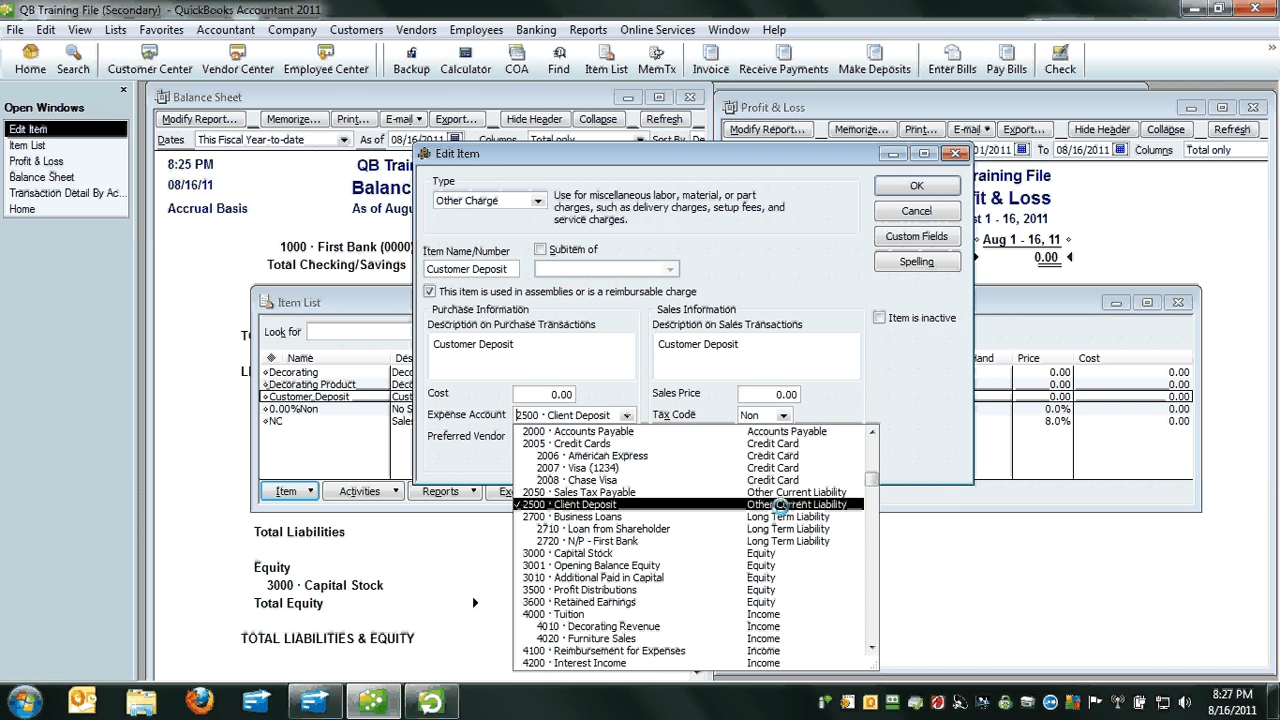 QB Training File (Secondary) - QuickBooks Accountant 2011
File Edit View Lists Favorites Accountant Company Customers Vendors Employees Banking Reports Online Services Window Help
Home Search Customer Center Vendor Center Employee Center Backup Calculator COA Find Item List MemTx Invoice Receive Payments Make Deposits Enter Bills Pay Bills Check
Open Windows
Edit Item
Item List
Profit & Loss
Balance Sheet
Transaction Detail By Ac...
Home
Balance Sheet
Modify Report... Memorize... Print... E-mail Export... Hide Header Collapse Refresh
Dates This Fiscal Year-to-date As of 08/16/2011 Columns Total only Sort By
8:25 PM
08/16/11
Accrual Basis
QB
Balan
As of Augu
1000 · First Bank (0000)
Total Checking/Savings
Total Liabilities
Equity
3000 · Capital Stock
Total Equity
TOTAL LIABILITIES & EQUITY
Profit & Loss
Modify Report... Memorize... Print... E-mail Export... Hide Header Collapse Refresh
01/2011 To 08/16/2011 Columns Total only
Training File
fit & Loss
st 1 - 16, 2011
Aug 1 - 16, 11
0.00
Item List
Look for
Name Des Hand Price Cost
Decorating 0.00
Decorating Product 0.00
Customer Deposit 0.00
0.00%Non No S 0.0%
NC Sales 8.0%
Item Activities Reports
Edit Item
Type
Other Charge
Use for miscellaneous labor, material, or part
charges, such as delivery charges, setup fees, and
service charges.
OK
Cancel
Custom Fields
Spelling
Item Name/Number Subitem of
Customer Deposit
This item is used in assemblies or is a reimbursable charge
Purchase Information
Description on Purchase Transactions
Customer Deposit
Cost 0.00
Expense Account 2500 · Client Deposit
Preferred Vendor
Sales Information
Description on Sales Transactions
Customer Deposit
Sales Price 0.00
Tax Code Non
Item is inactive
2000 · Accounts Payable Accounts Payable
2005 · Credit Cards Credit Card
2006 · American Express Credit Card
2007 · Visa (1234) Credit Card
2008 · Chase Visa Credit Card
2050 · Sales Tax Payable Other Current Liability
2500 · Client Deposit Other Current Liability
2700 · Business Loans Long Term Liability
2710 · Loan from Shareholder Long Term Liability
2720 · N/P - First Bank Long Term Liability
3000 · Capital Stock Equity
3001 · Opening Balance Equity Equity
3010 · Additional Paid in Capital Equity
3500 · Profit Distributions Equity
3600 · Retained Earnings Equity
4000 · Tuition Income
4010 · Decorating Revenue Income
4020 · Furniture Sales Income
4100 · Reimbursement for Expenses Income
4200 · Interest Income Income
8:27 PM
8/16/2011